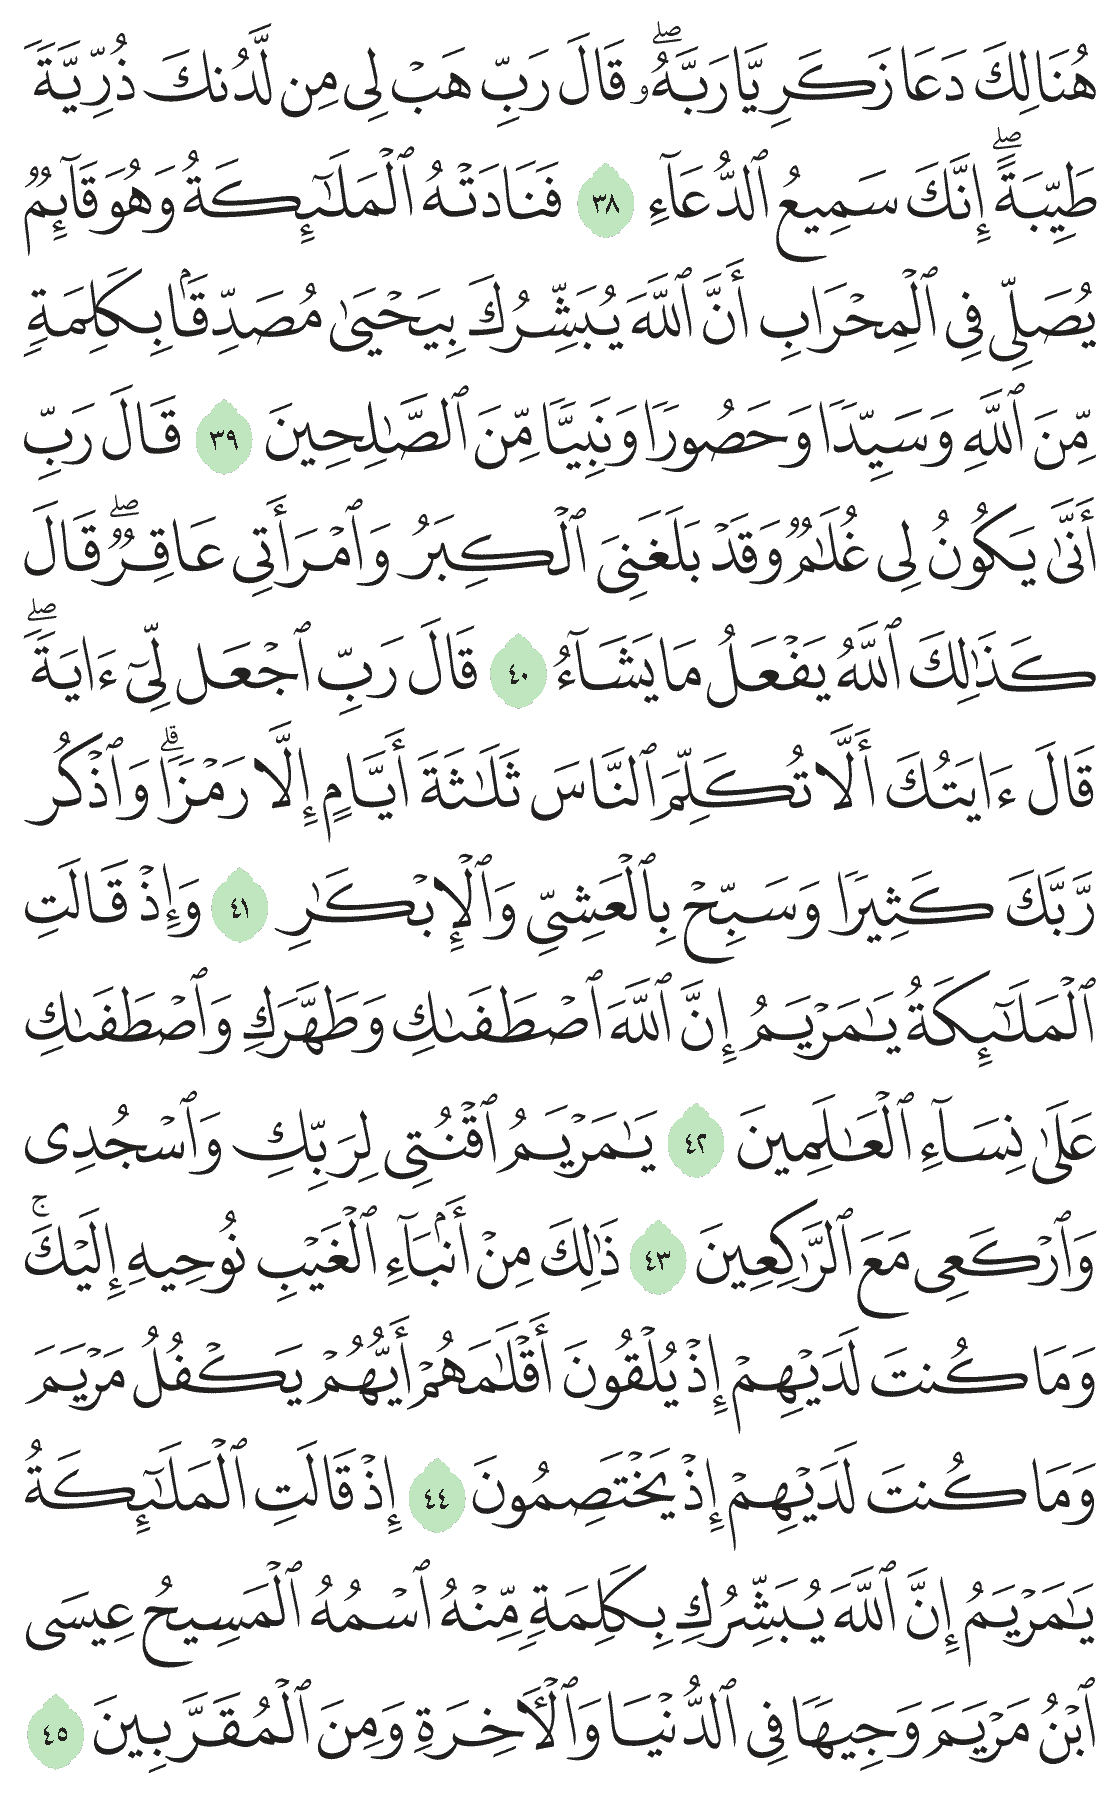 هُنَالِكَ دَعَا زَكَرِيَّا رَبَّهُۥۖ قَالَ رَبِّ هَبۡ لِي مِن لَّدُنكَ ذُرِّيَّةٗ
طَيِّبَةًۖ إِنَّكَ سَمِيعُ ٱلدُّعَآءِ ٣٨ فَنَادَتۡهُ ٱلۡمَلَٰٓئِكَةُ وَهُوَ قَآئِمٞ
يُصَلِّي فِي ٱلۡمِحۡرَابِ أَنَّ ٱللَّهَ يُبَشِّرُكَ بِيَحۡيَىٰ مُصَدِّقَۢا بِكَلِمَةٖ
مِّنَ ٱللَّهِ وَسَيِّدٗا وَحَصُورٗا وَنَبِيّٗا مِّنَ ٱلصَّٰلِحِينَ ٣٩ قَالَ رَبِّ
أَنَّىٰ يَكُونُ لِي غُلَٰمٞ وَقَدۡ بَلَغَنِيَ ٱلۡكِبَرُ وَٱمۡرَأَتِي عَاقِرٞۖ قَالَ
كَذَٰلِكَ ٱللَّهُ يَفۡعَلُ مَا يَشَآءُ ٤٠ قَالَ رَبِّ ٱجۡعَل لِّيٓ ءَايَةٗۖ
قَالَ ءَايَتُكَ أَلَّا تُكَلِّمَ ٱلنَّاسَ ثَلَٰثَةَ أَيَّامٍ إِلَّا رَمۡزٗاۗ وَٱذۡكُر
رَّبَّكَ كَثِيرٗا وَسَبِّحۡ بِٱلۡعَشِيِّ وَٱلۡإِبۡكَٰرِ ٤١ وَإِذۡ قَالَتِ
ٱلۡمَلَٰٓئِكَةُ يَٰمَرۡيَمُ إِنَّ ٱللَّهَ ٱصۡطَفَىٰكِ وَطَهَّرَكِ وَٱصۡطَفَىٰكِ
عَلَىٰ نِسَآءِ ٱلۡعَٰلَمِينَ ٤٢ يَٰمَرۡيَمُ ٱقۡنُتِي لِرَبِّكِ وَٱسۡجُدِي
وَٱرۡكَعِي مَعَ ٱلرَّٰكِعِينَ ٤٣ ذَٰلِكَ مِنۡ أَنۢبَآءِ ٱلۡغَيۡبِ نُوحِيهِ إِلَيۡكَۚ
وَمَا كُنتَ لَدَيۡهِمۡ إِذۡ يُلۡقُونَ أَقۡلَٰمَهُمۡ أَيُّهُمۡ يَكۡفُلُ مَرۡيَمَ
وَمَا كُنتَ لَدَيۡهِمۡ إِذۡ يَخۡتَصِمُونَ ٤٤ إِذۡ قَالَتِ ٱلۡمَلَٰٓئِكَةُ
يَٰمَرۡيَمُ إِنَّ ٱللَّهَ يُبَشِّرُكِ بِكَلِمَةٖ مِّنۡهُ ٱسۡمُهُ ٱلۡمَسِيحُ عِيسَى
ٱبۡنُ مَرۡيَمَ وَجِيهٗا فِي ٱلدُّنۡيَا وَٱلۡأٓخِرَةِ وَمِنَ ٱلۡمُقَرَّبِينَ ٤٥